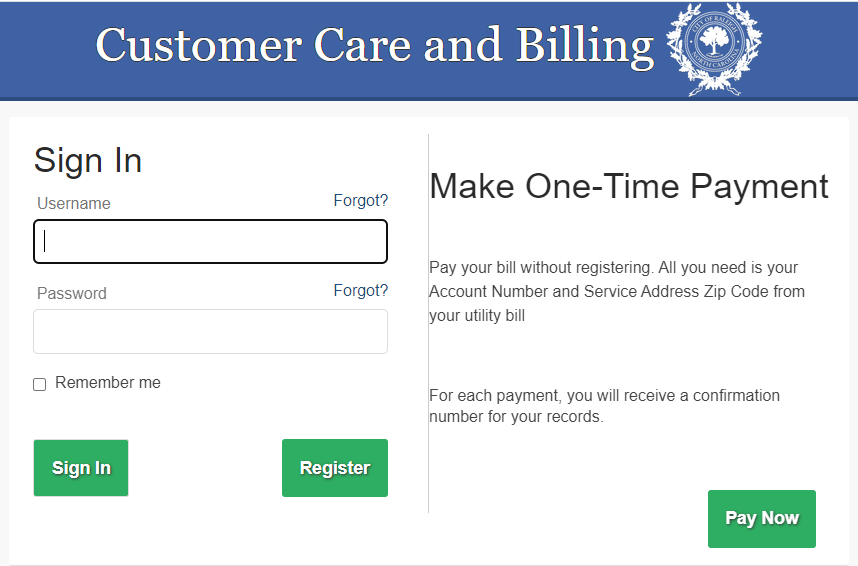 Customer Care and Billing
CITY OF RALEIGH
NORTH CAROLINA
Sign In
Username
Forgot?
Password
Forgot?
Remember me
Sign In
Register
Make One-Time Payment
Pay your bill without registering. All you need is your
Account Number and Service Address Zip Code from
your utility bill
For each payment, you will receive a confirmation
number for your records.
Pay Now